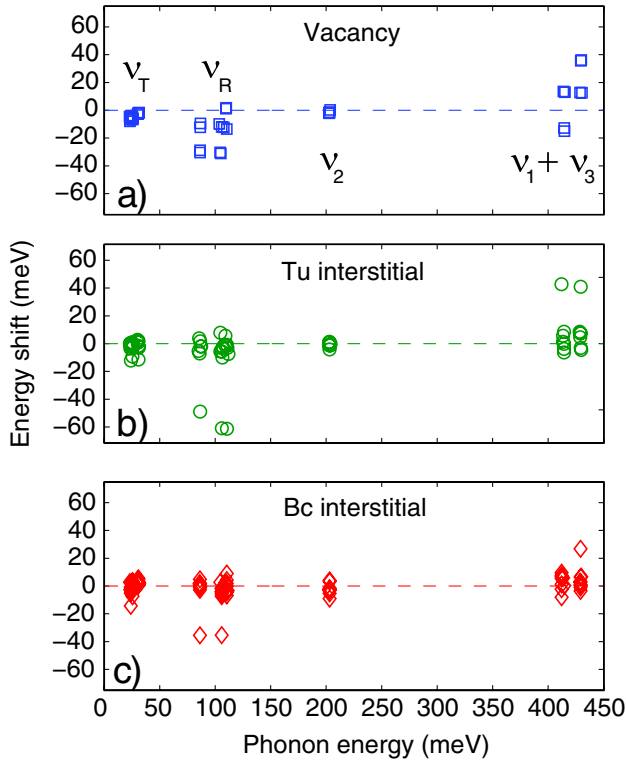 60
40
20
0
−20
−40
−60
Vacancy
νT
νR
ν2
ν1+ ν3
a)
60
40
20
0
−20
−40
−60
Tu interstitial
b)
Energy shift (meV)
60
40
20
0
−20
−40
−60
Bc interstitial
c)
0 50 100 150 200 250 300 350 400 450
Phonon energy (meV)